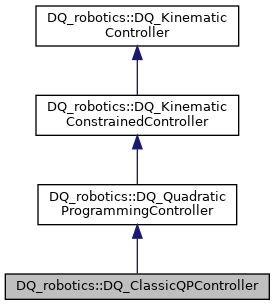 DQ_robotics::DQ_Kinematic
Controller
DQ_robotics::DQ_Kinematic
ConstrainedController
DQ_robotics::DQ_Quadratic
ProgrammingController
DQ_robotics::DQ_ClassicQPController